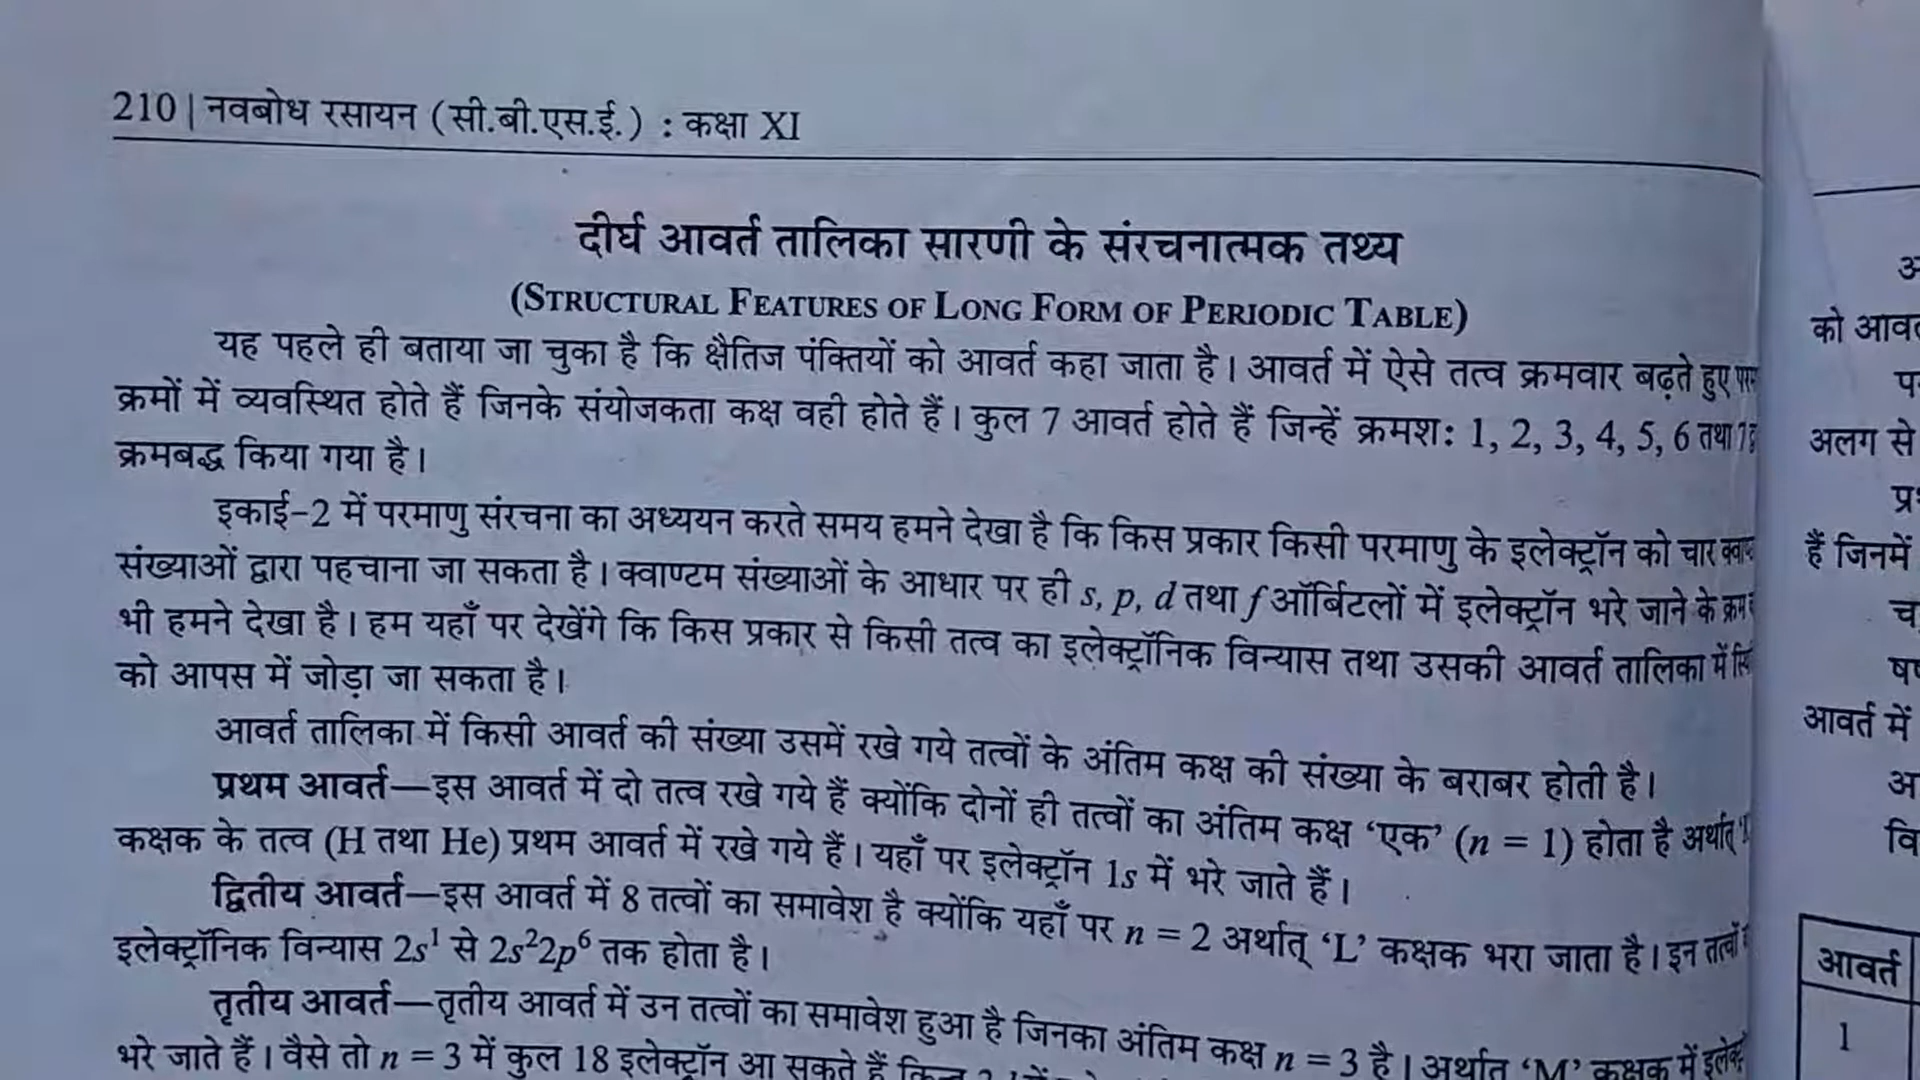 210 | नवबोध रसायन (सी.बी.एस.ई.) : कक्षा XI
दीर्घ आवर्त तालिका सारणी के संरचनात्मक तथ्य
(STRUCTURAL FEATURES OF LONG FORM OF PERIODIC TABLE)
यह पहले ही बताया जा चुका है कि क्षैतिज पंक्तियों को आवर्त कहा जाता है। आवर्त में ऐसे तत्व क्रमवार बढ़ते हुए
क्रमों में व्यवस्थित होते हैं जिनके संयोजकता कक्ष वही होते हैं। कुल 7 आवर्त होते हैं जिन्हें क्रमश: 1, 2, 3, 4, 5, 6 तथा 7
क्रमबद्ध किया गया है।
इकाई-2 में परमाणु संरचना का अध्ययन करते समय हमने देखा है कि किस प्रकार किसी परमाणु के इलेक्ट्रॉन को चार
संख्याओं द्वारा पहचाना जा सकता है। क्वाण्टम संख्याओं के आधार पर ही s, p, d तथा f ऑर्बिटलों में इलेक्ट्रॉन भरे जाने के क्रम
भी हमने देखा है। हम यहाँ पर देखेंगे कि किस प्रकार से किसी तत्व का इलेक्ट्रॉनिक विन्यास तथा उसकी आवर्त तालिका में
को आपस में जोड़ा जा सकता है।
आवर्त तालिका में किसी आवर्त की संख्या उसमें रखे गये तत्वों के अंतिम कक्ष की संख्या के बराबर होती है।
प्रथम आवर्त—इस आवर्त में दो तत्व रखे गये हैं क्योंकि दोनों ही तत्वों का अंतिम कक्ष ‘एक’ (n = 1) होता है अर्थात्
कक्षक के तत्व (H तथा He) प्रथम आवर्त में रखे गये हैं। यहाँ पर इलेक्ट्रॉन 1s में भरे जाते हैं।
द्वितीय आवर्त—इस आवर्त में 8 तत्वों का समावेश है क्योंकि यहाँ पर n = 2 अर्थात् ‘L’ कक्षक भरा जाता है। इन तत्वों
इलेक्ट्रॉनिक विन्यास 2s¹ से 2s²2p⁶ तक होता है।
तृतीय आवर्त—तृतीय आवर्त में उन तत्वों का समावेश हुआ है जिनका अंतिम कक्ष n = 3 है। अर्थात ‘M’ कक्षक में
भरे जाते हैं। वैसे तो n = 3 में कुल 18 इलेक्ट्रॉन आ सकते हैं
को
अलग से
हैं जिनमें
आवर्त में
आवर्त
1